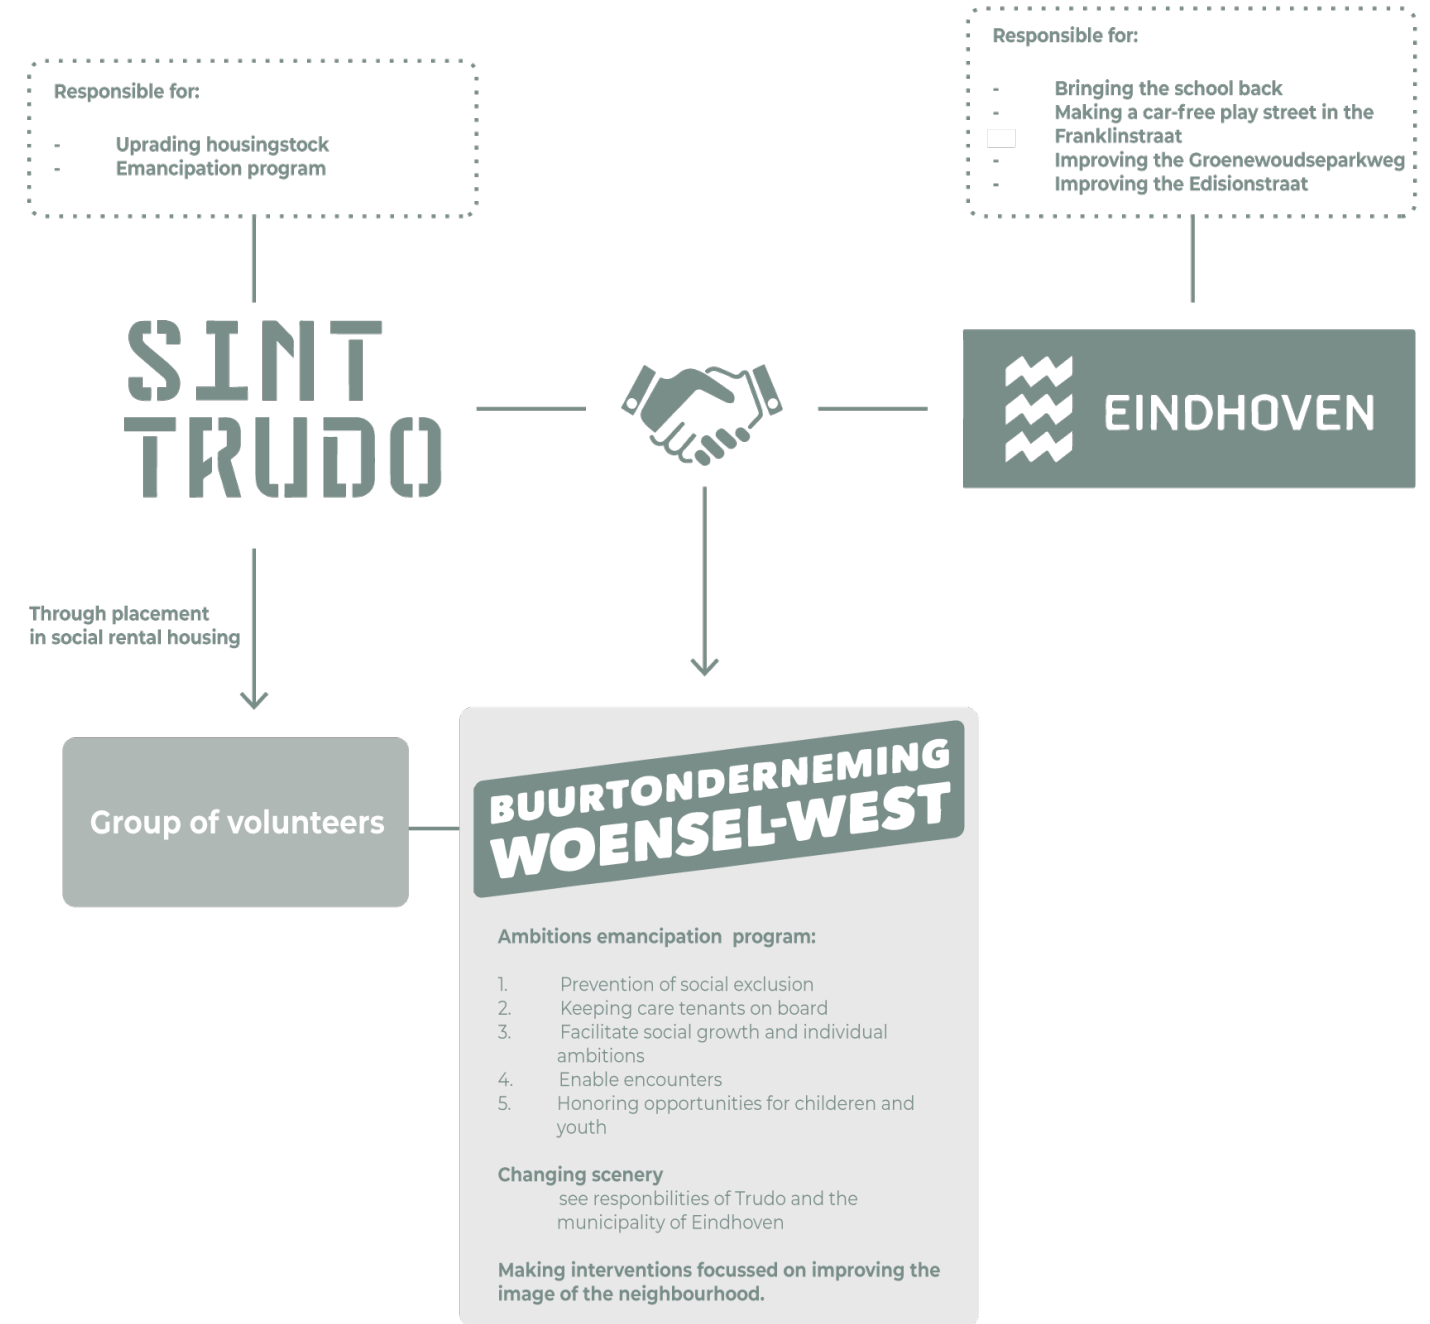 Responsible for:
- Uprading housingstock
- Emancipation program
Responsible for:
- Bringing the school back
- Making a car-free play street in the
Franklinstraat
- Improving the Groenewoudseparkweg
- Improving the Edisionstraat
SINT
TRUDO
EINDHOVEN
Through placement
in social rental housing
Group of volunteers
BUURTONDERNEMING
WOENSEL-WEST
Ambitions emancipation program:
1. Prevention of social exclusion
2. Keeping care tenants on board
3. Facilitate social growth and individual
ambitions
4. Enable encounters
5. Honoring opportunities for childeren and
youth
Changing scenery
see responbilities of Trudo and the
municipality of Eindhoven
Making interventions focussed on improving the
image of the neighbourhood.